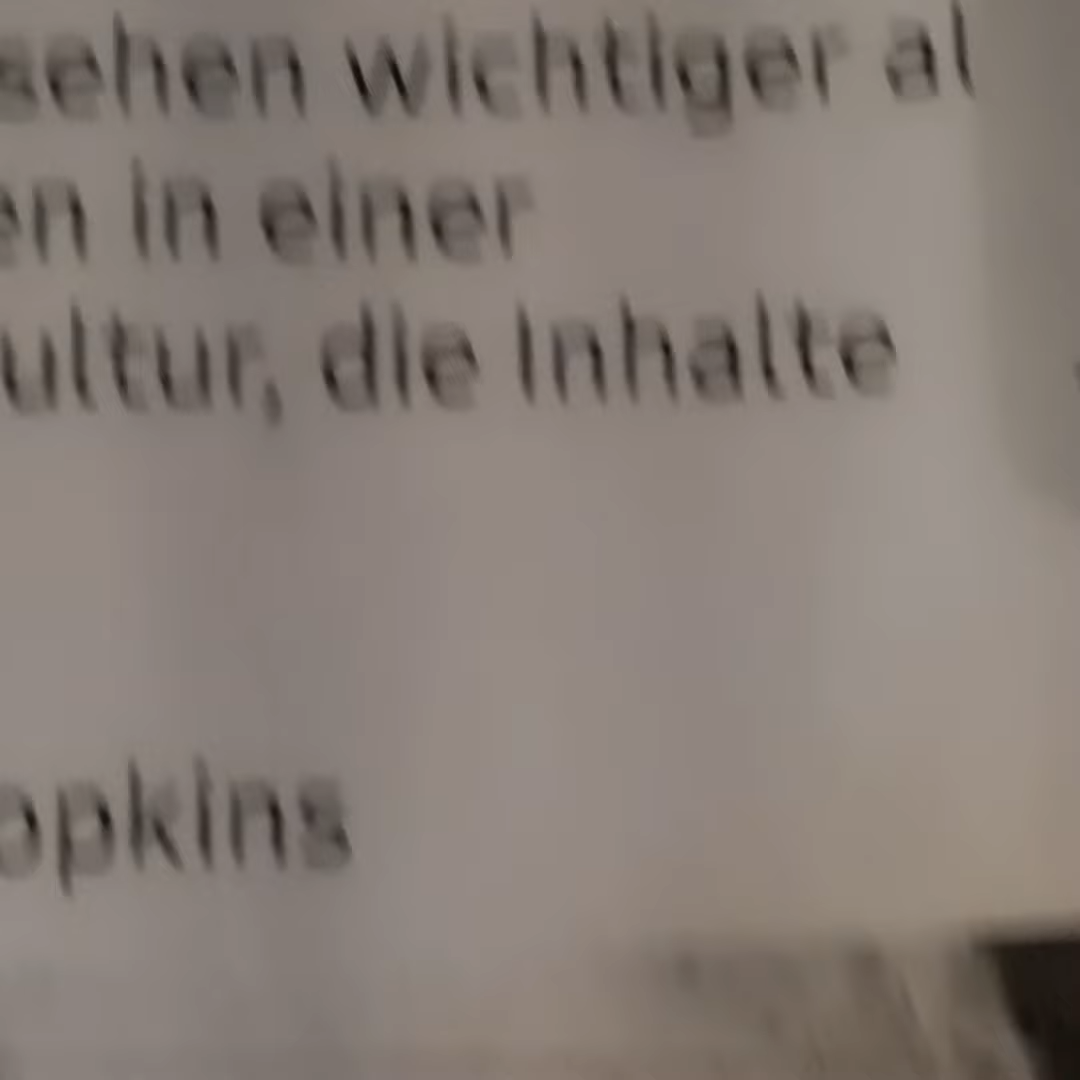 sehen wichtiger al
en in einer
ultur, die Inhalte
opkins